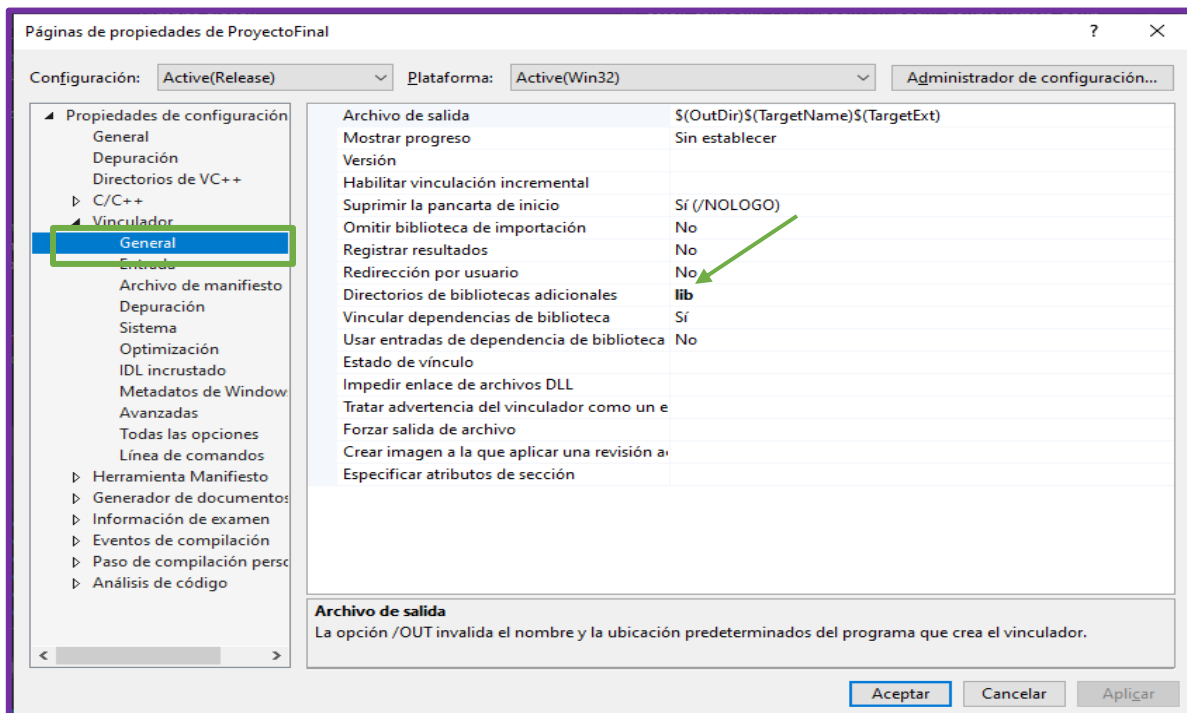 Páginas de propiedades de ProyectoFinal
?
Configuración: Active(Release) Plataforma: Active(Win32) Administrador de configuración...
Propiedades de configuración
General
Depuración
Directorios de VC++
C/C++
Vinculador
General
Entrada
Archivo de manifiesto
Depuración
Sistema
Optimización
IDL incrustado
Metadatos de Window
Avanzadas
Todas las opciones
Línea de comandos
Herramienta Manifiesto
Generador de documentos
Información de examen
Eventos de compilación
Paso de compilación perso
Análisis de código
Archivo de salida $(OutDir)$(TargetName)$(TargetExt)
Mostrar progreso Sin establecer
Versión
Habilitar vinculación incremental
Suprimir la pancarta de inicio Sí (/NOLOGO)
Omitir biblioteca de importación No
Registrar resultados No
Redirección por usuario No
Directorios de bibliotecas adicionales lib
Vincular dependencias de biblioteca Sí
Usar entradas de dependencia de biblioteca No
Estado de vínculo
Impedir enlace de archivos DLL
Tratar advertencia del vinculador como un e
Forzar salida de archivo
Crear imagen a la que aplicar una revisión a
Especificar atributos de sección
Archivo de salida
La opción /OUT invalida el nombre y la ubicación predeterminados del programa que crea el vinculador.
Aceptar Cancelar Aplicar